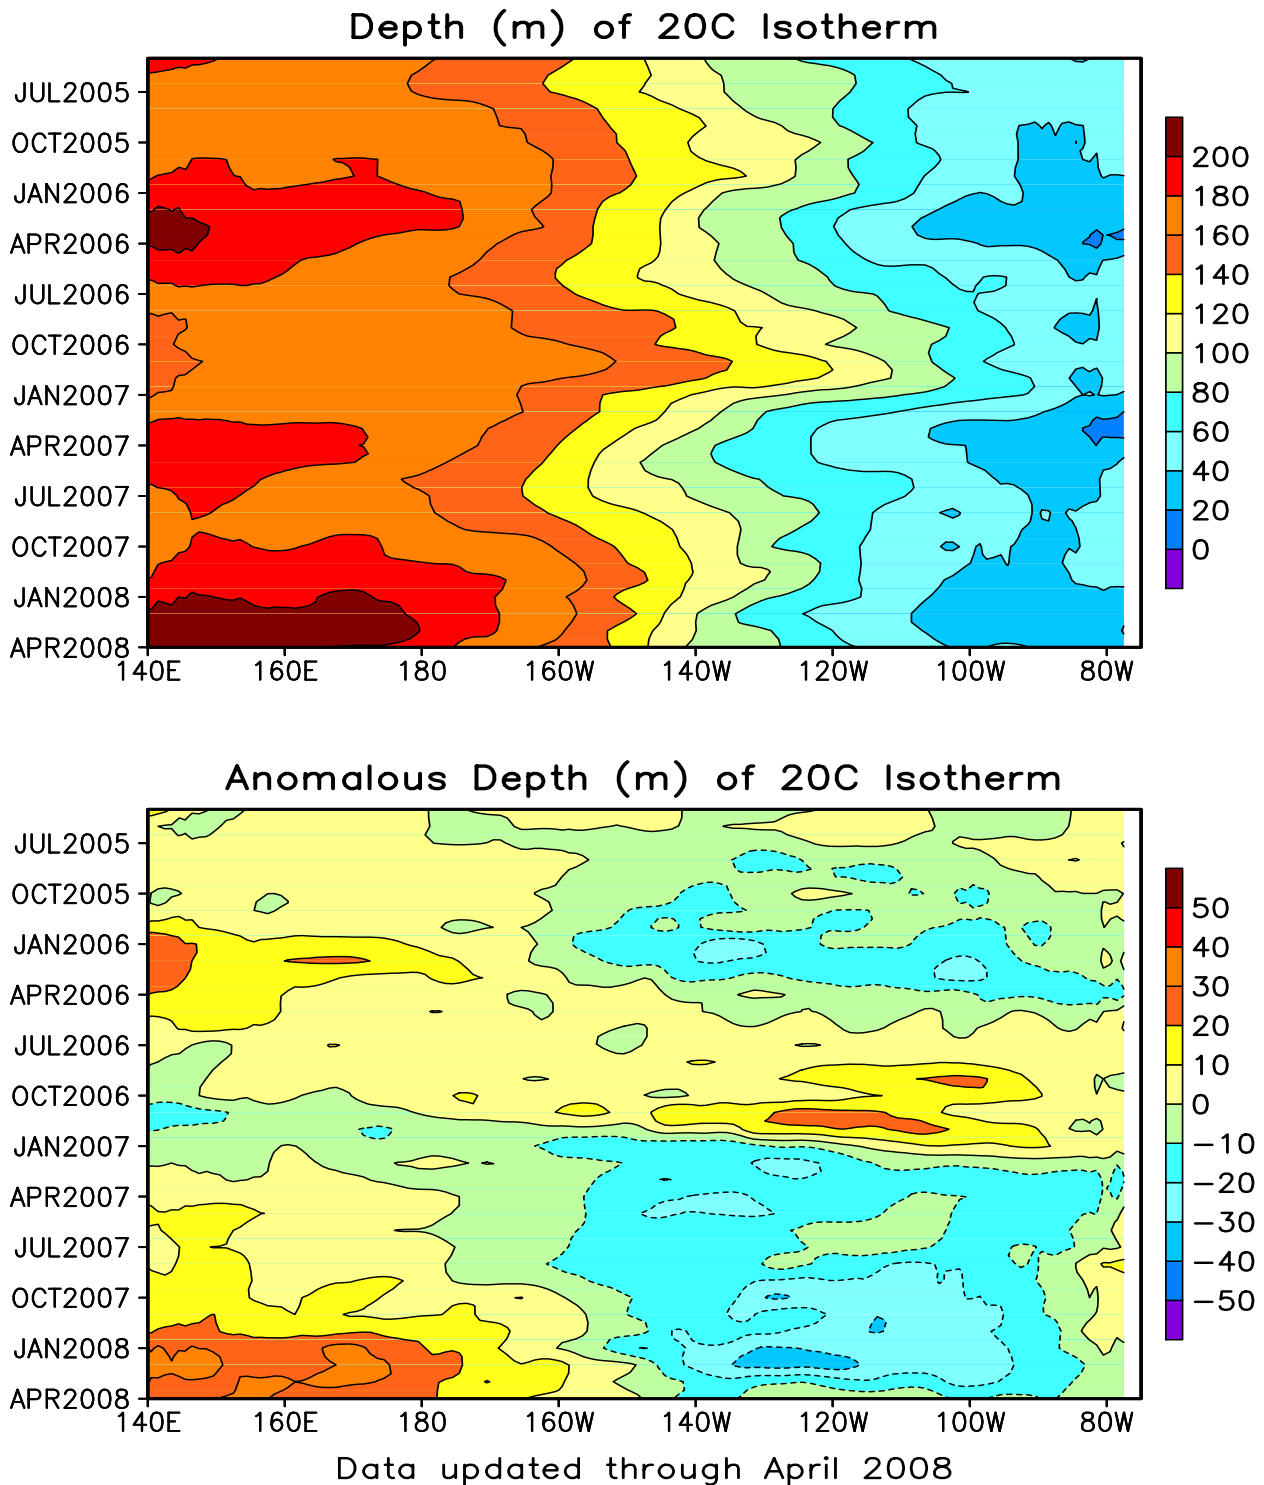 Depth (m) of 20C Isotherm
JUL2005
OCT2005
JAN2006
APR2006
JUL2006
OCT2006
JAN2007
APR2007
JUL2007
OCT2007
JAN2008
APR2008
140E 160E 180 160W 140W 120W 100W 80W
200
180
160
140
120
100
80
60
40
20
0
Anomalous Depth (m) of 20C Isotherm
JUL2005
OCT2005
JAN2006
APR2006
JUL2006
OCT2006
JAN2007
APR2007
JUL2007
OCT2007
JAN2008
APR2008
140E 160E 180 160W 140W 120W 100W 80W
50
40
30
20
10
0
−10
−20
−30
−40
−50
Data updated through April 2008